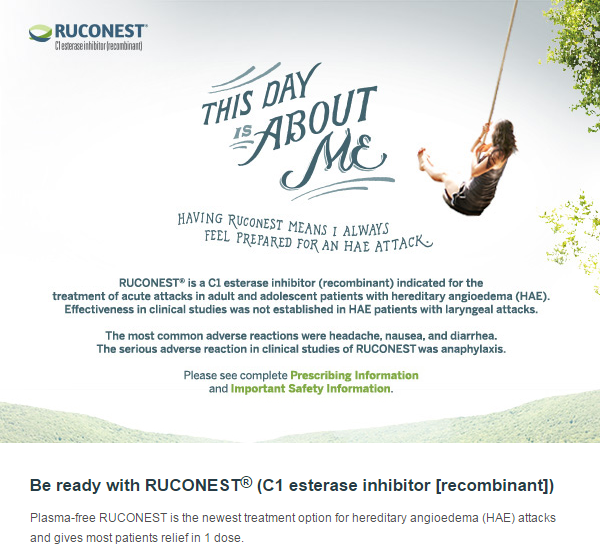 RUCONEST®
C1 esterase inhibitor (recombinant)
THIS DAY
IS ABOUT
ME
HAVING RUCONEST MEANS I ALWAYS
FEEL PREPARED FOR AN HAE ATTACK
RUCONEST® is a C1 esterase inhibitor (recombinant) indicated for the
treatment of acute attacks in adult and adolescent patients with hereditary angioedema (HAE).
Effectiveness in clinical studies was not established in HAE patients with laryngeal attacks.
The most common adverse reactions were headache, nausea, and diarrhea.
The serious adverse reaction in clinical studies of RUCONEST was anaphylaxis.
Please see complete Prescribing Information
and Important Safety Information.
Be ready with RUCONEST® (C1 esterase inhibitor [recombinant])
Plasma-free RUCONEST is the newest treatment option for hereditary angioedema (HAE) attacks
and gives most patients relief in 1 dose.